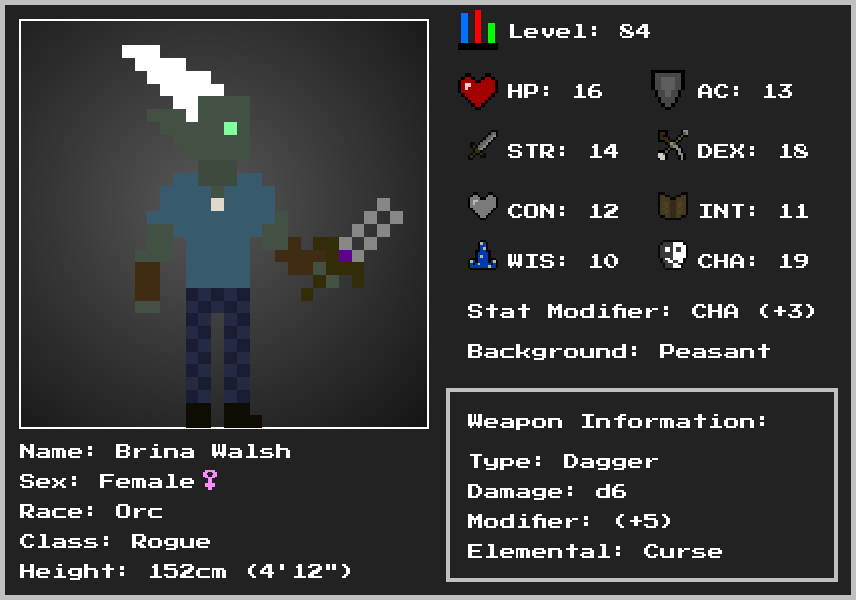 Level: 84
HP: 16 AC: 13
STR: 14 DEX: 18
CON: 12 INT: 11
WIS: 10 CHA: 19
Stat Modifier: CHA (+3)
Background: Peasant
Name: Brina Walsh
Sex: Female♀
Race: Orc
Class: Rogue
Height: 152cm (4'12")
Weapon Information:
Type: Dagger
Damage: d6
Modifier: (+5)
Elemental: Curse